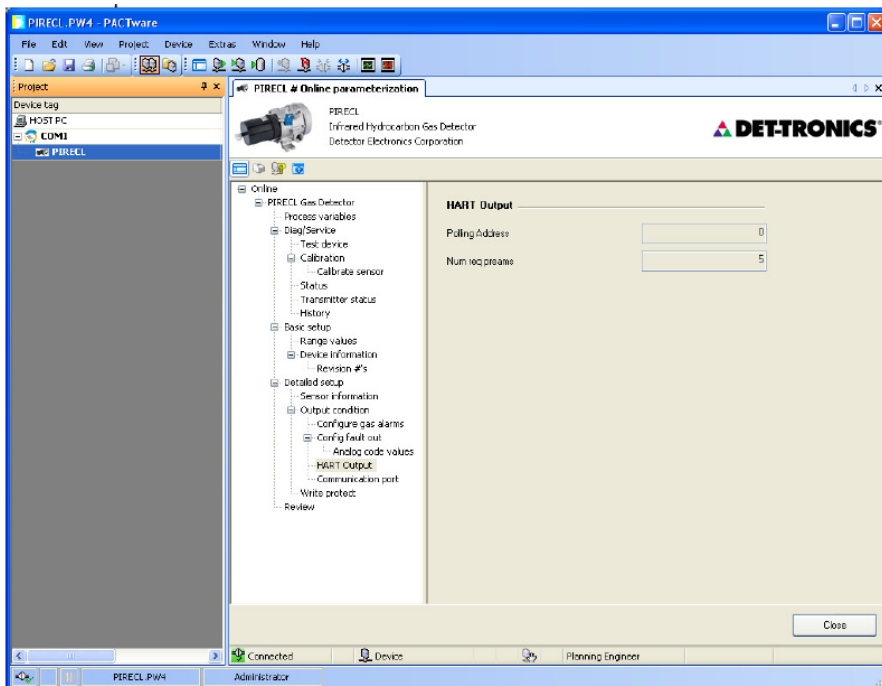 PIRECL.PW4 - PACTware
File Edit View Project Device Extras Window Help
Project
PIRECL # Online parameterization
Device tag
HOST PC
COM1
PIRECL
PIRECL
Infrared Hydrocarbon Gas Detector
Detector Electronics Corporation
DET-TRONICS®
Online
PIRECL Gas Detector
Process variables
Diag/Service
Test device
Calibration
Calibrate sensor
Status
Transmitter status
History
Basic setup
Range values
Device information
Revision #'s
Detailed setup
Sensor information
Output condition
Configure gas alarms
Config fault out
Analog code values
HART Output
Communication port
Write protect
Review
HART Output
Polling Address 0
Num req preams 5
Close
Connected Device Planning Engineer
PIRECL.PW4 Administrator